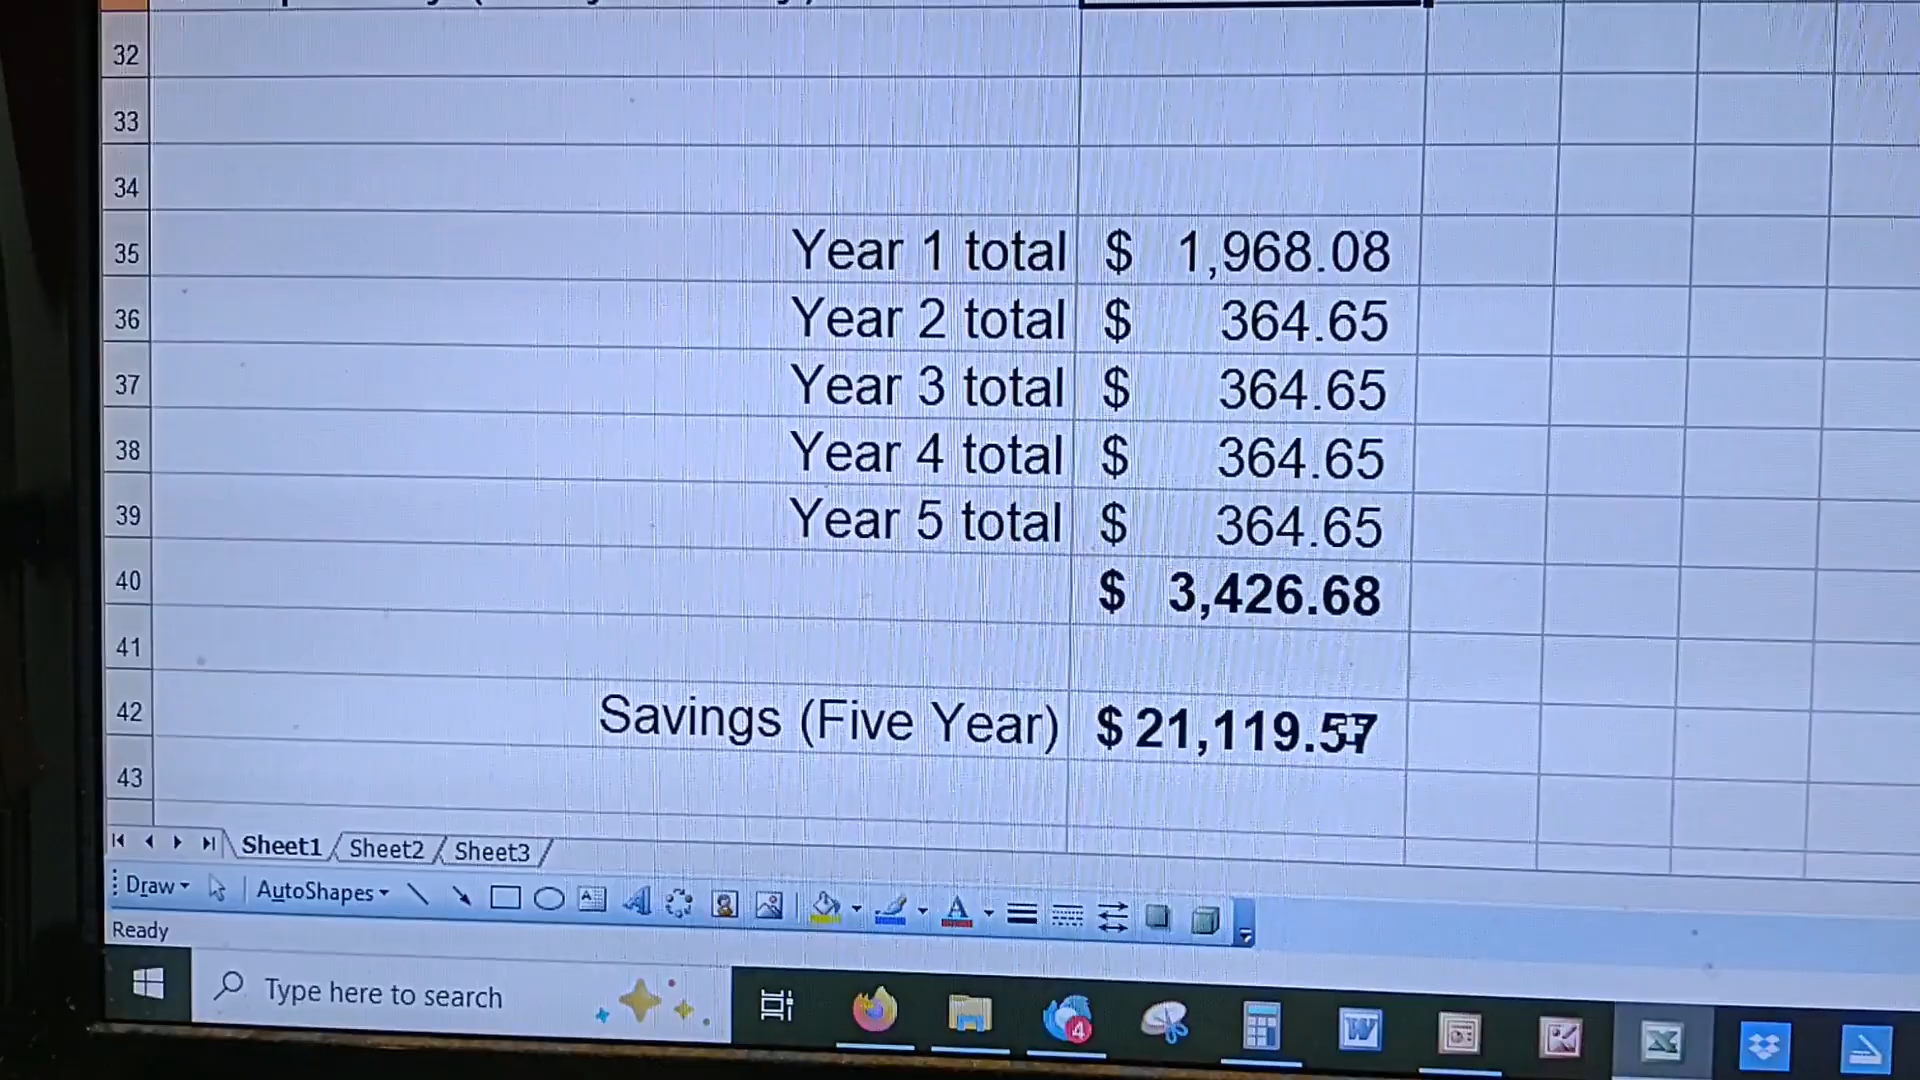 32
33
34
35 Year 1 total $ 1,968.08
36 Year 2 total $ 364.65
37 Year 3 total $ 364.65
38 Year 4 total $ 364.65
39 Year 5 total $ 364.65
40 $ 3,426.68
41
42 Savings (Five Year) $ 21,119.57
43
Sheet1 Sheet2 Sheet3
Draw AutoShapes
Ready
Type here to search
4